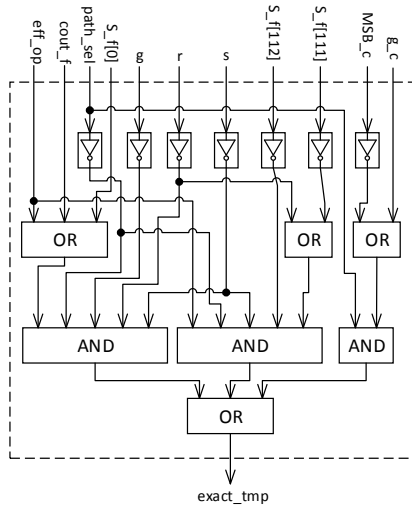 eff_op
cout_f
path_sel
S_f[0]
g
r
s
S_f[112]
S_f[111]
MSB_c
g_c
OR
OR
OR
AND
AND
AND
OR
exact_tmp